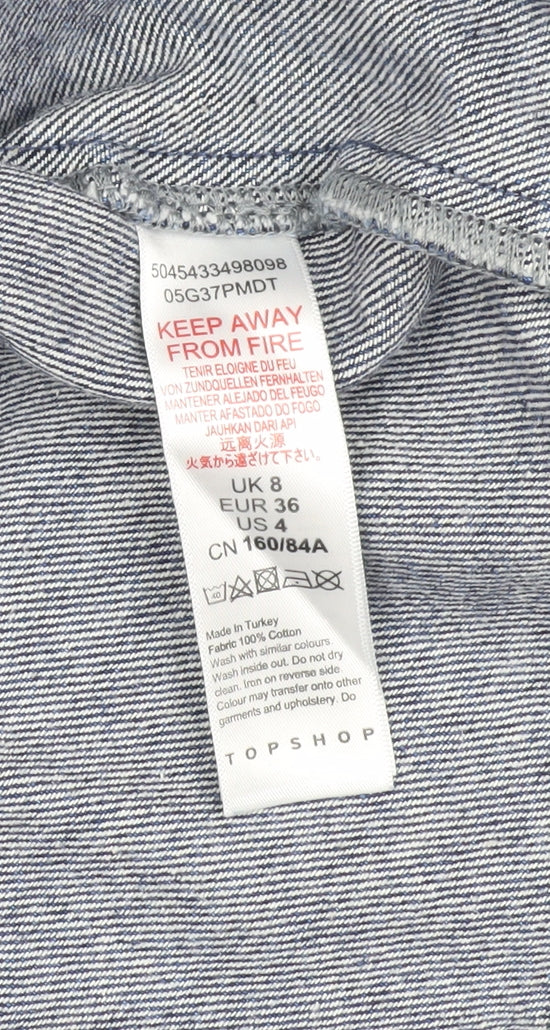 5045433498098
05G37PMDT
KEEP AWAY
FROM FIRE
TENIR ELOIGNE DU FEU
VON ZUNDQUELLEN FERNHALTEN
MANTENER ALEJADO DEL FEUGO
MANTER AFASTADO DO FOGO
JAUHKAN DARI API
远离火源
火気から遠ざけて下さい。
UK 8
EUR 36
US 4
CN 160/84A
40
Made in Turkey
Fabric 100% Cotton
Wash with similar colours.
Wash inside out. Do not dry
clean. Iron on reverse side.
Colour may transfer onto other
garments and upholstery. Do
TOPSHOP